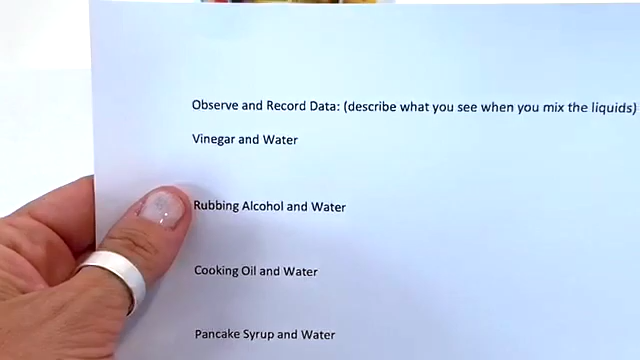 Observe and Record Data: (describe what you see when you mix the liquids)
Vinegar and Water
Rubbing Alcohol and Water
Cooking Oil and Water
Pancake Syrup and Water